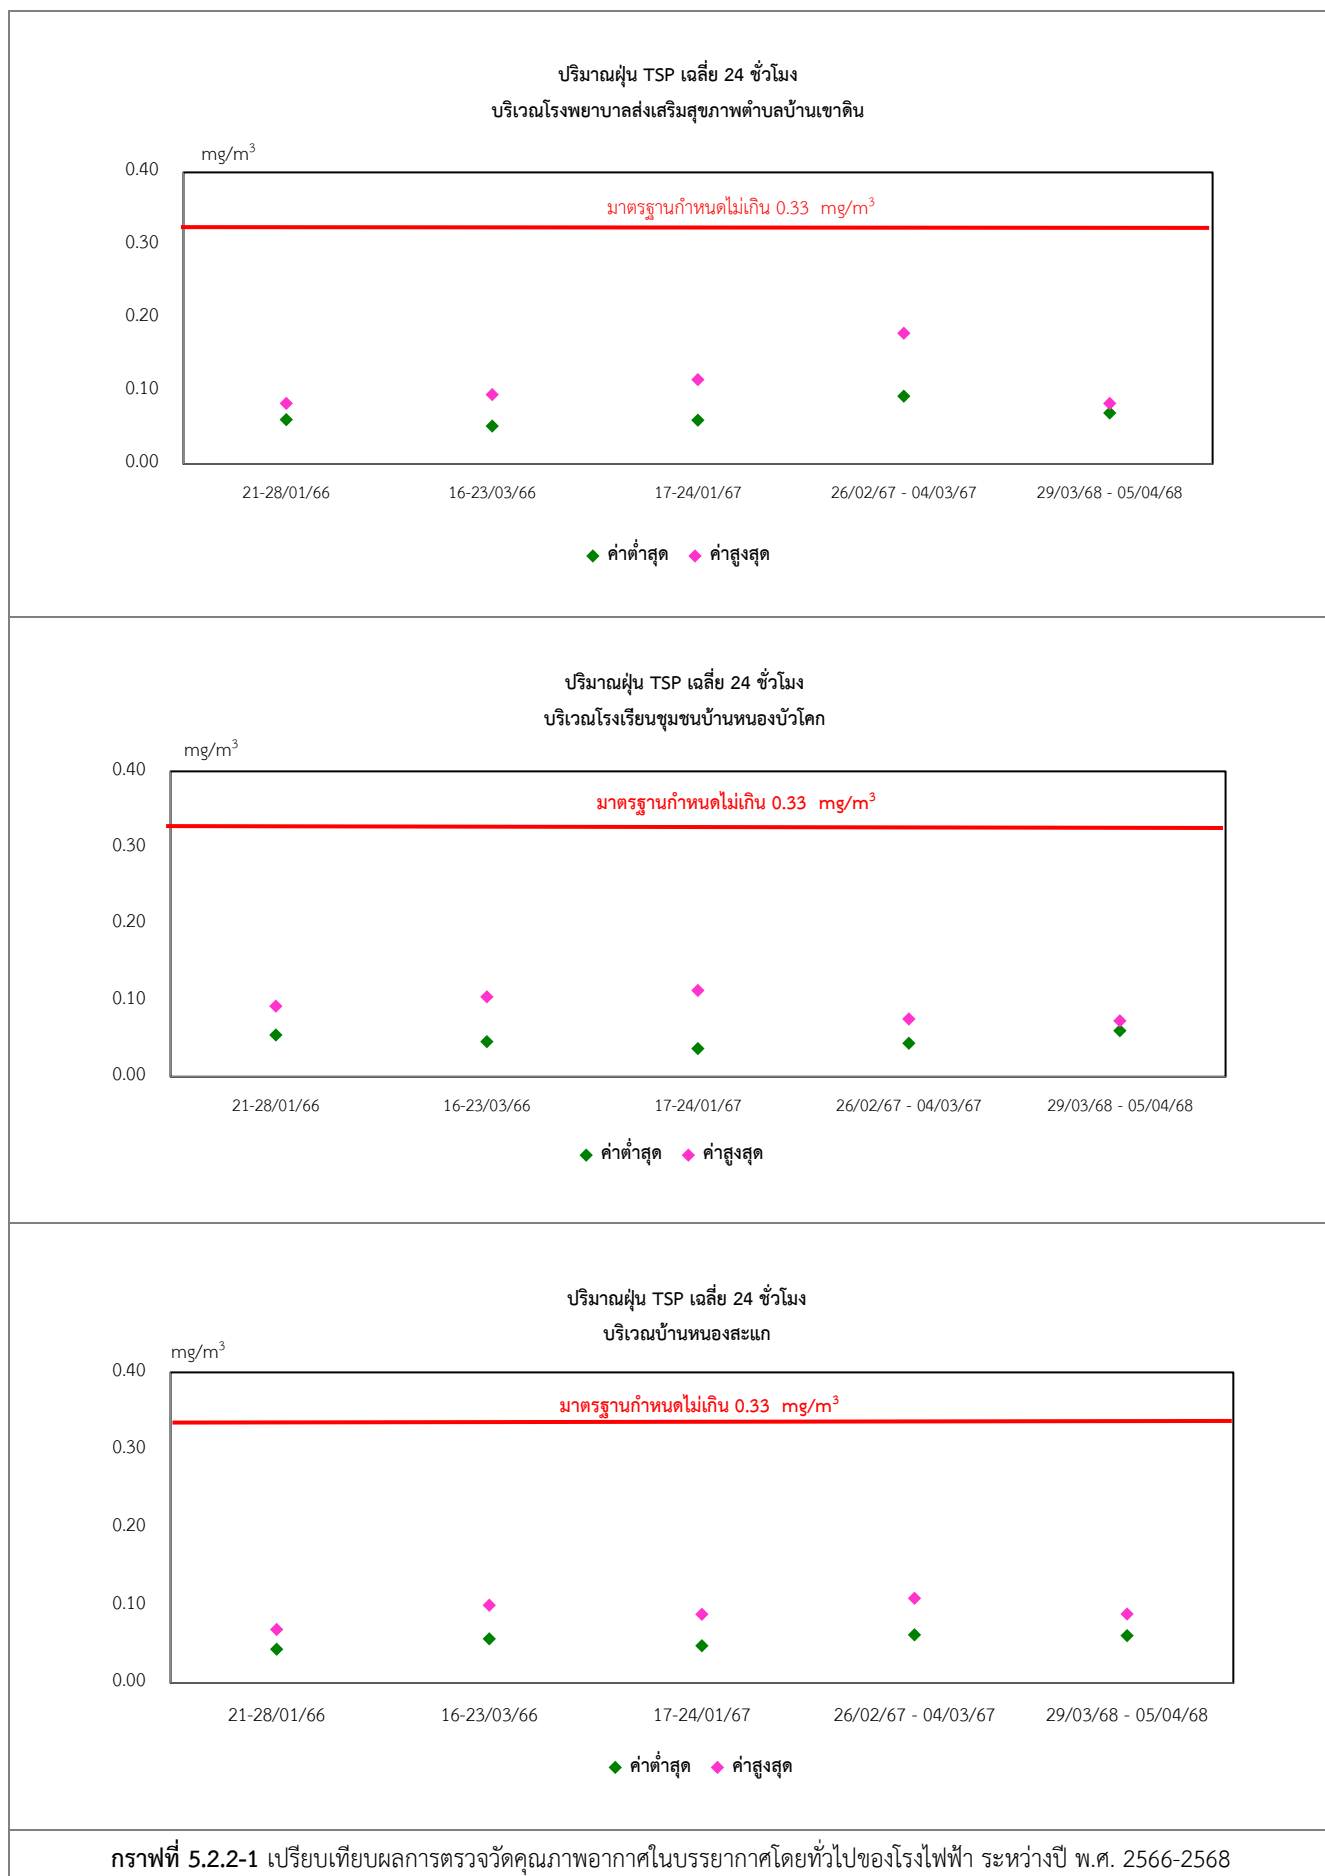 ปริมาณฝุ่น TSP เฉลี่ย 24 ชั่วโมง
บริเวณโรงพยาบาลส่งเสริมสุขภาพตำบลบ้านเขาดิน
mg/m³
0.40
มาตรฐานกำหนดไม่เกิน 0.33 mg/m³
0.30
0.20
0.10
0.00
21-28/01/66 16-23/03/66 17-24/01/67 26/02/67 - 04/03/67 29/03/68 - 05/04/68
ค่าต่ำสุด ค่าสูงสุด
ปริมาณฝุ่น TSP เฉลี่ย 24 ชั่วโมง
บริเวณโรงเรียนชุมชนบ้านหนองบัวโคก
mg/m³
0.40
มาตรฐานกำหนดไม่เกิน 0.33 mg/m³
0.30
0.20
0.10
0.00
21-28/01/66 16-23/03/66 17-24/01/67 26/02/67 - 04/03/67 29/03/68 - 05/04/68
ค่าต่ำสุด ค่าสูงสุด
ปริมาณฝุ่น TSP เฉลี่ย 24 ชั่วโมง
บริเวณบ้านหนองสะแก
mg/m³
0.40
มาตรฐานกำหนดไม่เกิน 0.33 mg/m³
0.30
0.20
0.10
0.00
21-28/01/66 16-23/03/66 17-24/01/67 26/02/67 - 04/03/67 29/03/68 - 05/04/68
ค่าต่ำสุด ค่าสูงสุด
กราฟที่ 5.2.2-1 เปรียบเทียบผลการตรวจวัดคุณภาพอากาศในบรรยากาศโดยทั่วไปของโรงไฟฟ้า ระหว่างปี พ.ศ. 2566-2568